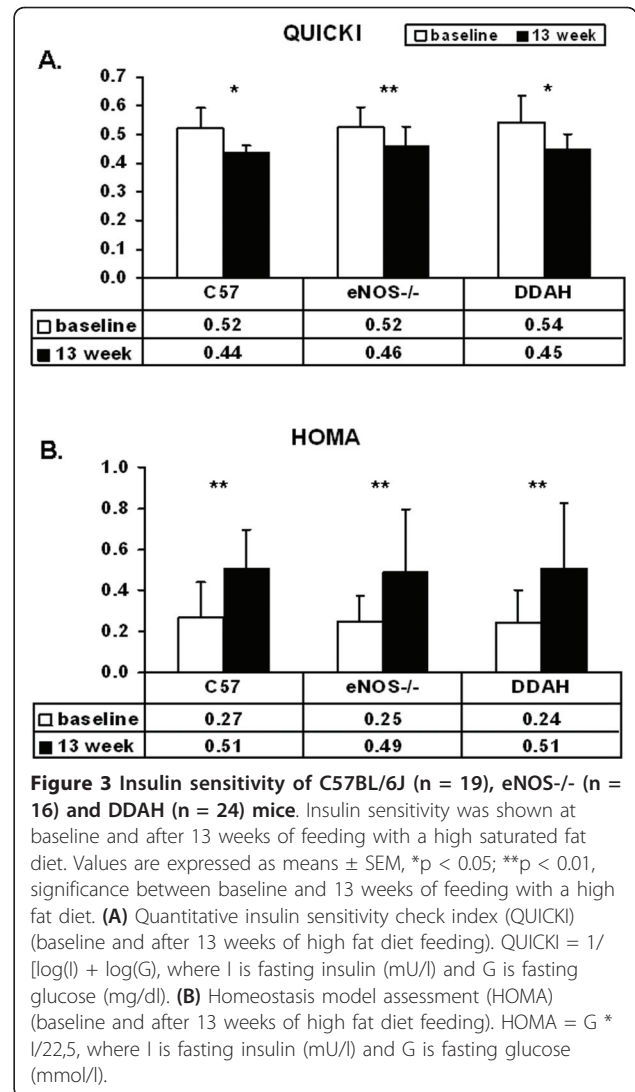 QUICKI
□ baseline ■ 13 week
A.
0.7
0.6
0.5
0.4
0.3
0.2
0.1
0.0
* ** *
C57 eNOS-/- DDAH
□ baseline 0.52 0.52 0.54
■ 13 week 0.44 0.46 0.45
HOMA
B.
1.0
0.8
0.6
0.4
0.2
0.0
** ** **
C57 eNOS-/- DDAH
□ baseline 0.27 0.25 0.24
■ 13 week 0.51 0.49 0.51
Figure 3 Insulin sensitivity of C57BL/6J (n = 19), eNOS-/- (n =
16) and DDAH (n = 24) mice. Insulin sensitivity was shown at
baseline and after 13 weeks of feeding with a high saturated fat
diet. Values are expressed as means ± SEM, *p < 0.05; **p < 0.01,
significance between baseline and 13 weeks of feeding with a high
fat diet. (A) Quantitative insulin sensitivity check index (QUICKI)
(baseline and after 13 weeks of high fat diet feeding). QUICKI = 1/
[log(I) + log(G), where I is fasting insulin (mU/l) and G is fasting
glucose (mg/dl). (B) Homeostasis model assessment (HOMA)
(baseline and after 13 weeks of high fat diet feeding). HOMA = G *
I/22,5, where I is fasting insulin (mU/l) and G is fasting glucose
(mmol/l).